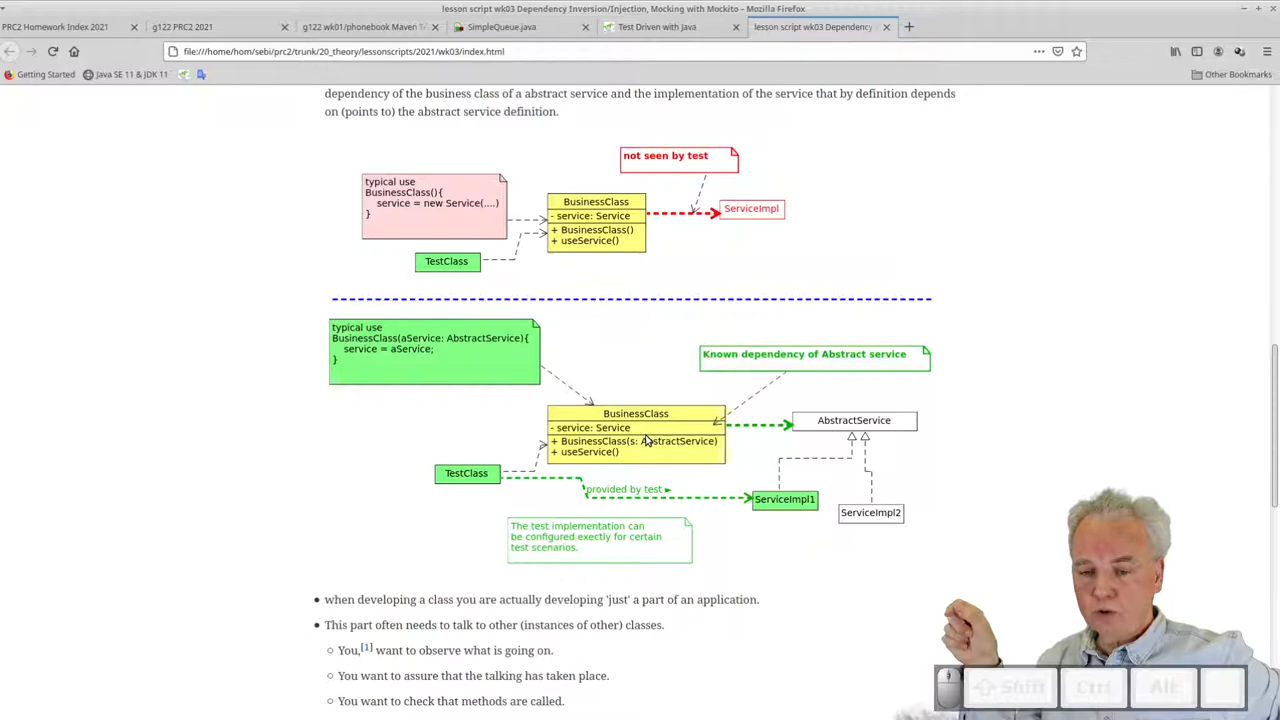 lesson script wk03 Dependency Inversion/Injection, Mocking with Mockito - Mozilla Firefox
PRC2 Homework Index 2021
g122 PRC2 2021
g122 wk01/phonebook Maven T
SimpleQueue.java
Test Driven with Java
lesson script wk03 Dependency
file:///home/hom/sebi/prc2/trunk/20_theory/lessonscripts/2021/wk03/index.html
Getting Started
Java SE 11 & JDK 11
Other Bookmarks
dependency of the business class of a abstract service and the implementation of the service that by definition depends
on (points to) the abstract service definition.
not seen by test
typical use
BusinessClass(){
service = new Service(....)
}
BusinessClass
- service: Service
+ BusinessClass()
+ useService()
ServiceImpl
TestClass
typical use
BusinessClass(aService: AbstractService){
service = aService;
}
Known dependency of Abstract service
BusinessClass
- service: Service
+ BusinessClass(s: AbstractService)
+ useService()
AbstractService
TestClass
provided by test ►
ServiceImpl1
ServiceImpl2
The test implementation can
be configured exectly for certain
test scenarios.
• when developing a class you are actually developing 'just' a part of an application.
• This part often needs to talk to other (instances of other) classes.
○ You,[1] want to observe what is going on.
○ You want to assure that the talking has taken place.
○ You want to check that methods are called.
Shift
Ctrl
Alt